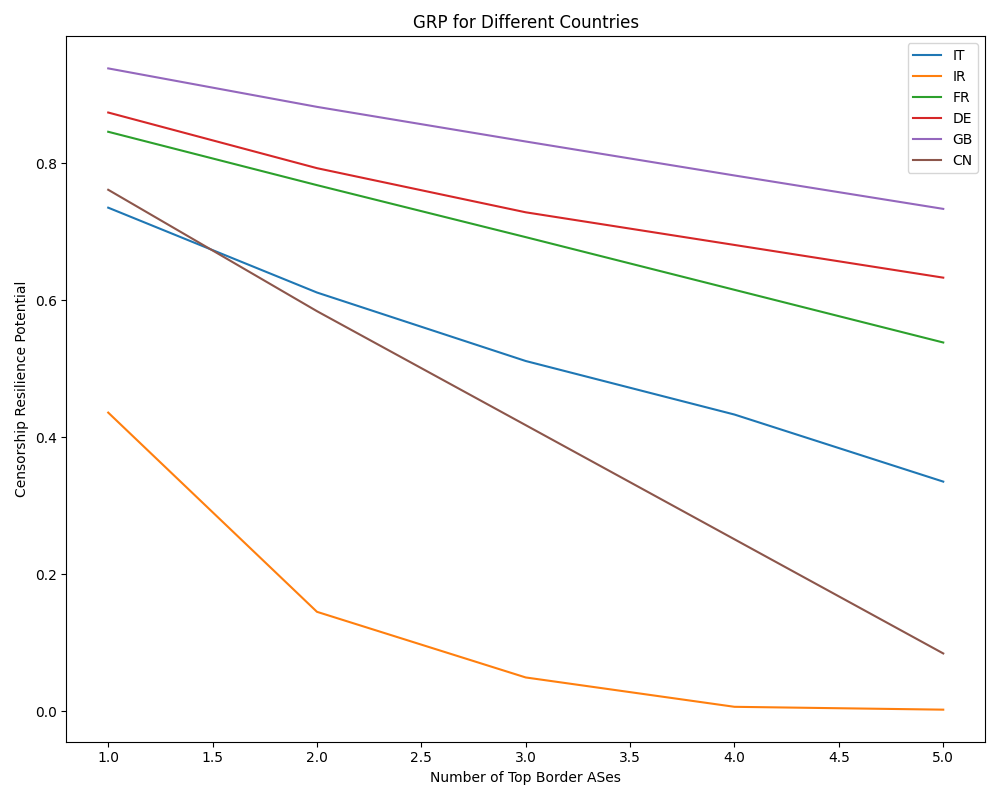 GRP for Different Countries
IT
IR
FR
DE
GB
CN
Censorship Resilience Potential
0.8
0.6
0.4
0.2
0.0
1.0 1.5 2.0 2.5 3.0 3.5 4.0 4.5 5.0
Number of Top Border ASes